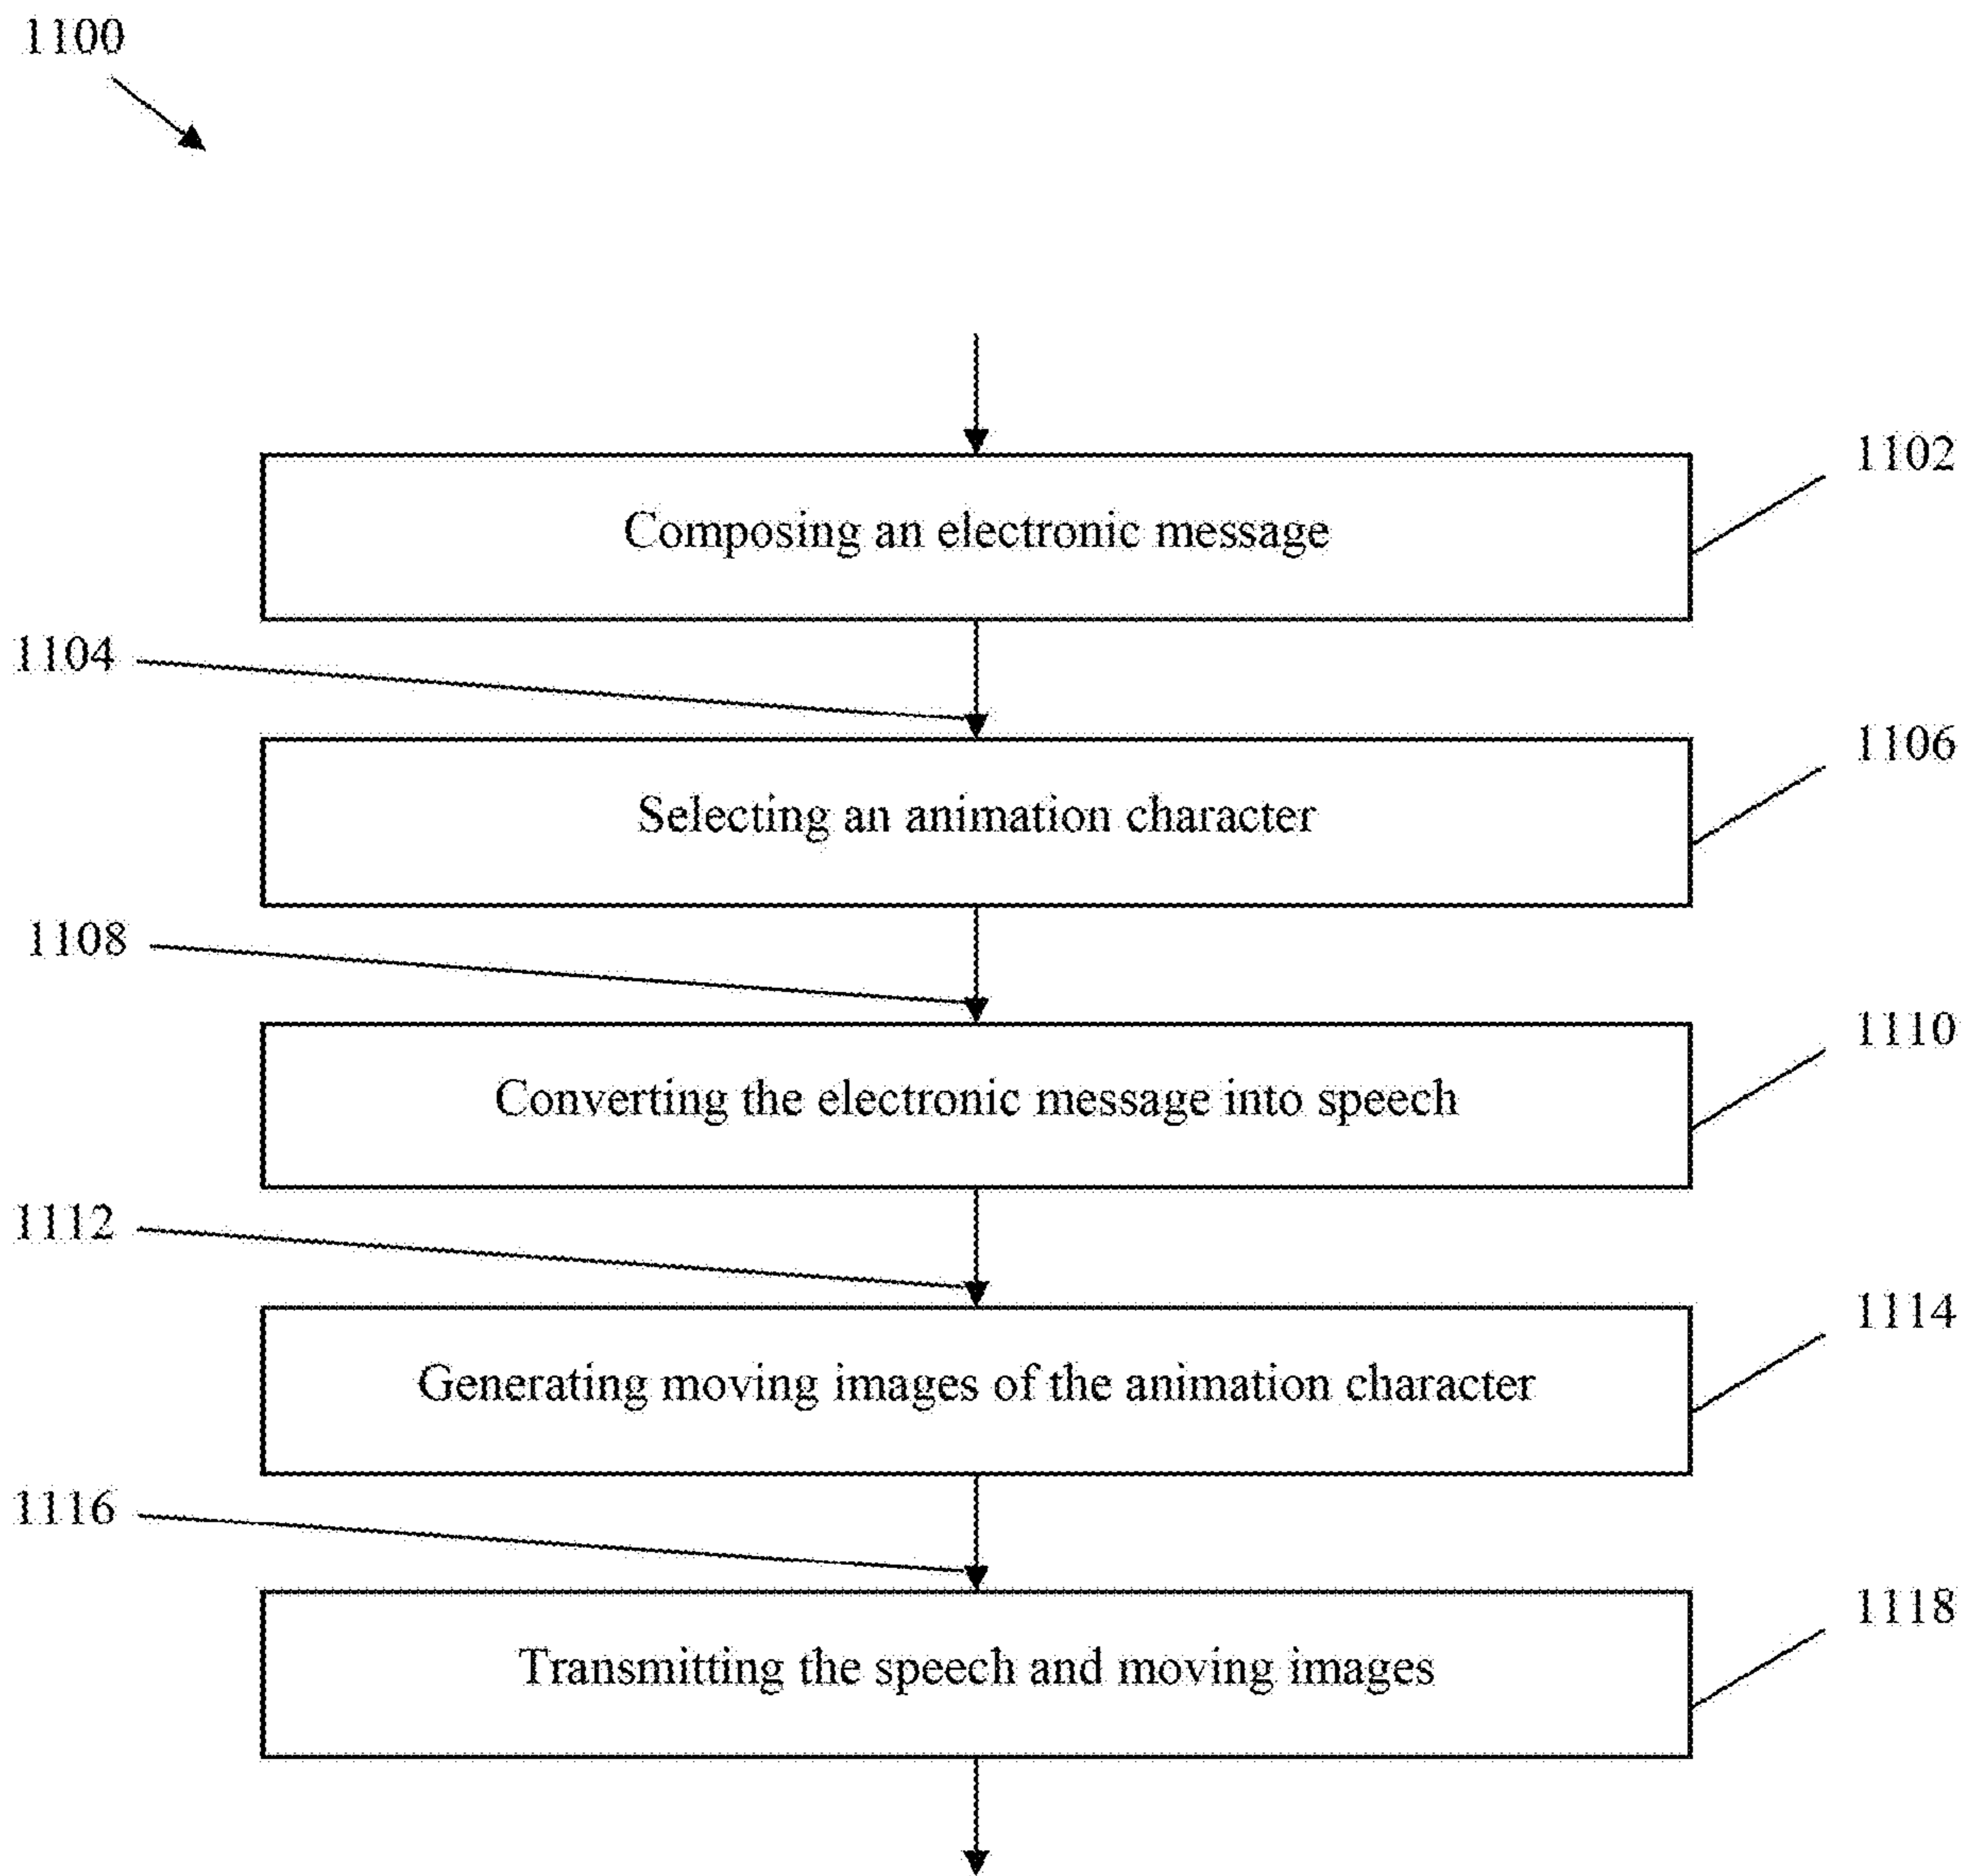 1100
1102
Composing an electronic message
1104
1106
Selecting an animation character
1108
1110
Converting the electronic message into speech
1112
1114
Generating moving images of the animation character
1116
1118
Transmitting the speech and moving images